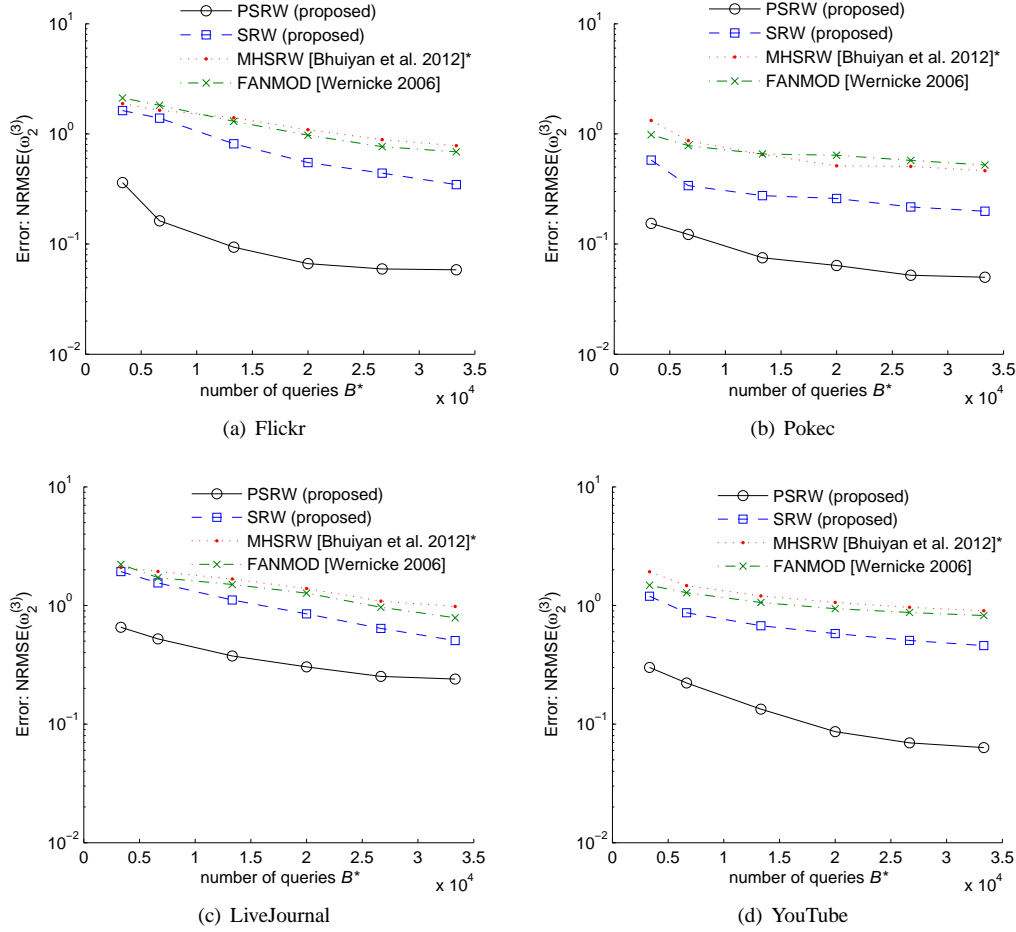 PSRW (proposed)
SRW (proposed)
MHSRW [Bhuiyan et al. 2012]*
FANMOD [Wernicke 2006]
10^1
10^0
10^-1
10^-2
Error: NRMSE(ω_2^(3))
0 0.5 1 1.5 2 2.5 3 3.5
x 10^4
number of queries B*
(a) Flickr
PSRW (proposed)
SRW (proposed)
MHSRW [Bhuiyan et al. 2012]*
FANMOD [Wernicke 2006]
10^1
10^0
10^-1
10^-2
Error: NRMSE(ω_2^(3))
0 0.5 1 1.5 2 2.5 3 3.5
x 10^4
number of queries B*
(b) Pokec
PSRW (proposed)
SRW (proposed)
MHSRW [Bhuiyan et al. 2012]*
FANMOD [Wernicke 2006]
10^1
10^0
10^-1
10^-2
Error: NRMSE(ω_2^(3))
0 0.5 1 1.5 2 2.5 3 3.5
x 10^4
number of queries B*
(c) LiveJournal
PSRW (proposed)
SRW (proposed)
MHSRW [Bhuiyan et al. 2012]*
FANMOD [Wernicke 2006]
10^1
10^0
10^-1
10^-2
Error: NRMSE(ω_2^(3))
0 0.5 1 1.5 2 2.5 3 3.5
x 10^4
number of queries B*
(d) YouTube